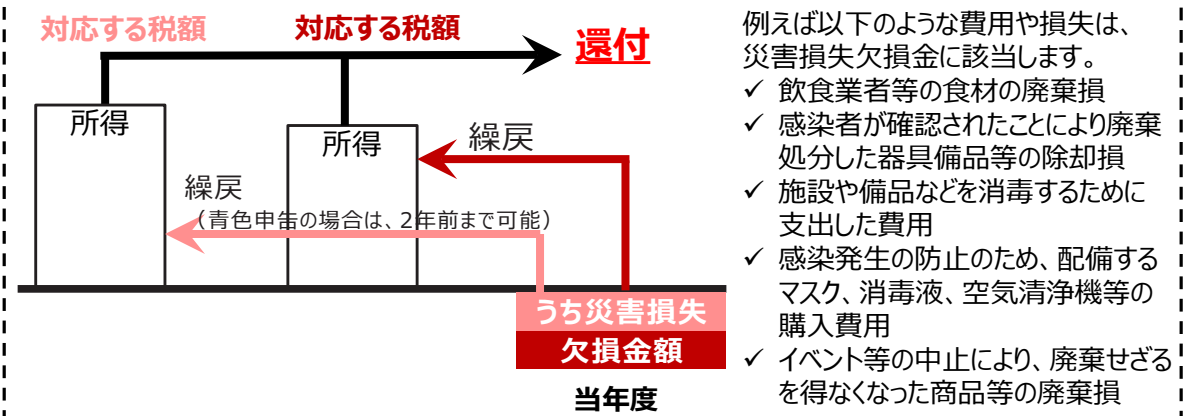 対応する税額
対応する税額
還付
所得
所得
繰戻
繰戻
（青色申告の場合は、2年前まで可能）
うち災害損失
欠損金額
当年度
例えば以下のような費用や損失は、
災害損失欠損金に該当します。
✓ 飲食業者等の食材の廃棄損
✓ 感染者が確認されたことにより廃棄
処分した器具備品等の除却損
✓ 施設や備品などを消毒するために
支出した費用
✓ 感染発生の防止のため、配備する
マスク、消毒液、空気清浄機等の
購入費用
✓ イベント等の中止により、廃棄せざる
を得なくなった商品等の廃棄損